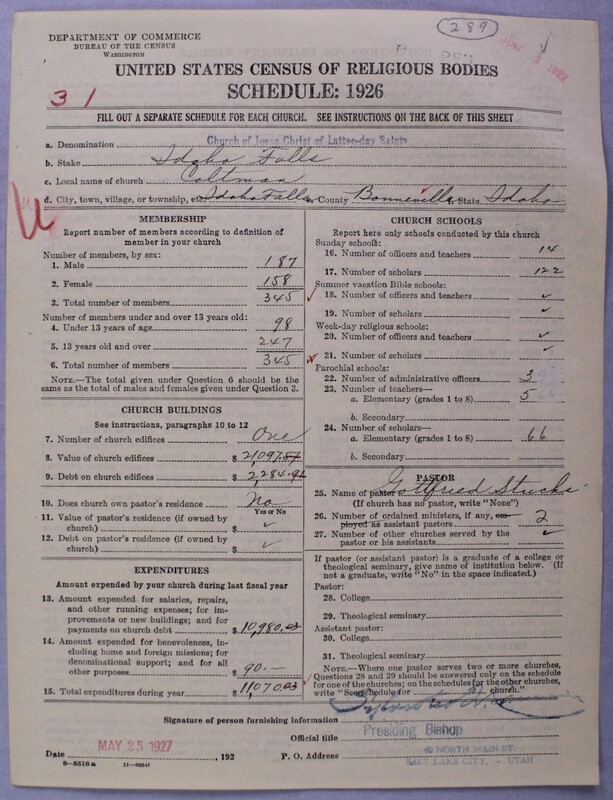 289
DEPARTMENT OF COMMERCE
BUREAU OF THE CENSUS
WASHINGTON
UNITED STATES CENSUS OF RELIGIOUS BODIES
SCHEDULE: 1926
31
FILL OUT A SEPARATE SCHEDULE FOR EACH CHURCH. SEE INSTRUCTIONS ON THE BACK OF THIS SHEET
a. Denomination Church of Jesus Christ of Latter-day Saints
b. Stake Idaho Falls
c. Local name of church Coltman
d. City, town, village, or township, etc. Idaho Falls County Bonneville State Idaho
MEMBERSHIP
Report number of members according to definition of
member in your church
Number of members, by sex:
1. Male 187
2. Female 158
3. Total number of members 345
Number of members under and over 13 years old:
4. Under 13 years of age 98
5. 13 years old and over 247
6. Total number of members 345
NOTE.—The total given under Question 6 should be
the same as the total of males and females given under Question 3.
CHURCH BUILDINGS
See instructions, paragraphs 10 to 12
7. Number of church edifices One
8. Value of church edifices $ 21,097.51
9. Debt on church edifices $ 2,284.91
10. Does church own pastor's residence No
Yes or No
11. Value of pastor's residence (if owned by
church) $ ✓
12. Debt on pastor's residence (if owned by
church) $ ✓
EXPENDITURES
Amount expended by your church during last fiscal year
13. Amount expended for salaries, repairs,
and other running expenses; for im-
provements or new buildings; and for
payments on church debt $ 10,980.03
14. Amount expended for benevolences, in-
cluding home and foreign missions; for
denominational support; and for all
other purposes $ 90.—
15. Total expenditures during year $ 11,070.03
CHURCH SCHOOLS
Report here only schools conducted by this church
Sunday schools:
16. Number of officers and teachers 14
17. Number of scholars 122
Summer vacation Bible schools:
18. Number of officers and teachers ✓
19. Number of scholars ✓
Week-day religious schools:
20. Number of officers and teachers ✓
21. Number of scholars ✓
Parochial schools:
22. Number of administrative officers 3
23. Number of teachers—
a. Elementary (grades 1 to 8) 5
b. Secondary
24. Number of scholars—
a. Elementary (grades 1 to 8) 66
b. Secondary
PASTOR
25. Name of pastor Gottfried Stucki
(If church has no pastor, write "None")
26. Number of ordained ministers, if any, em-
ployed as assistant pastors 2
27. Number of other churches served by the
pastor or his assistants ✓
If pastor (or assistant pastor) is a graduate of a college or
theological seminary, give name of institution below. (If
not a graduate, write "No" in the space indicated.)
Pastor:
28. College
29. Theological seminary
Assistant pastor:
30. College
31. Theological seminary
NOTE.—Where one pastor serves two or more churches,
Questions 28 and 29 should be answered only on the schedule
for one of the churches; on the schedules for the other churches,
write "See schedule for church."
Signature of person furnishing information
Official title Presiding Bishop
Date MAY 25 1927, 192 P. O. Address 40 NORTH MAIN ST.
SALT LAKE CITY, - UTAH